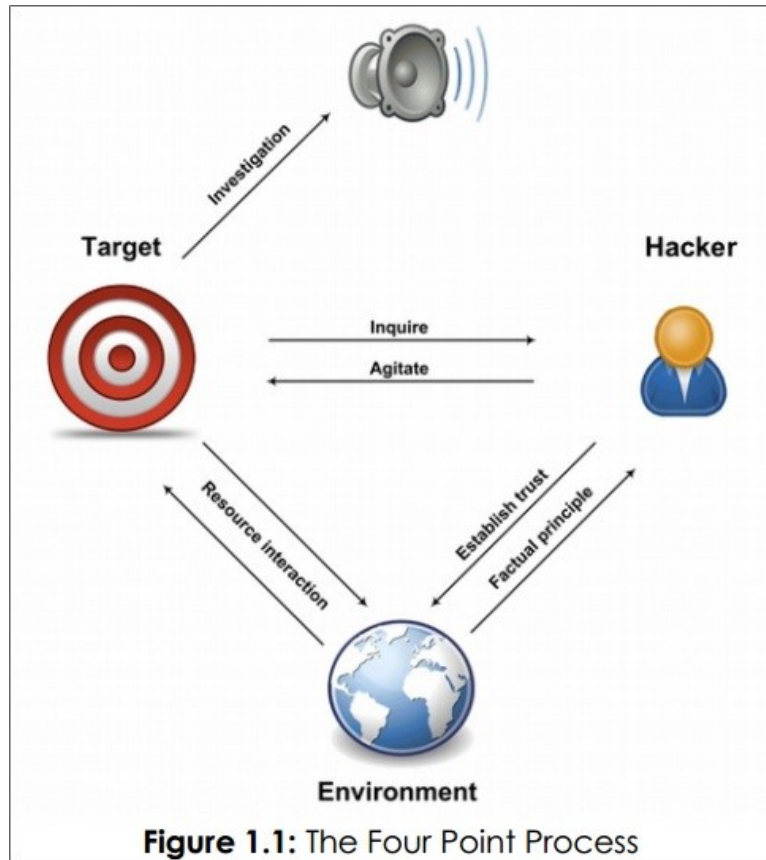 Investigation
Target
Hacker
Inquire
Agitate
Resource interaction
Establish trust
Factual principle
Environment
Figure 1.1: The Four Point Process